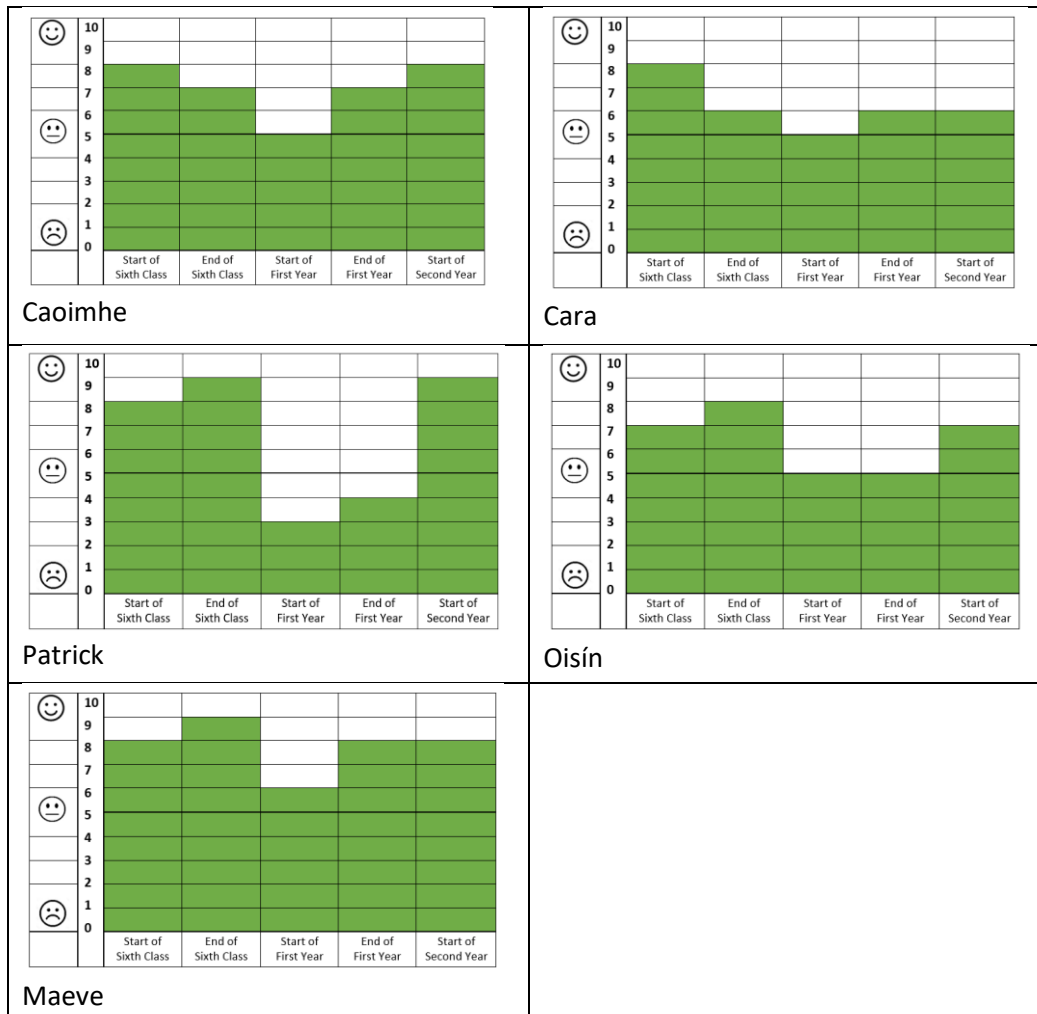 10
9
8
7
6
5
4
3
2
1
0
Start of Sixth Class
End of Sixth Class
Start of First Year
End of First Year
Start of Second Year
Caoimhe
10
9
8
7
6
5
4
3
2
1
0
Start of Sixth Class
End of Sixth Class
Start of First Year
End of First Year
Start of Second Year
Cara
10
9
8
7
6
5
4
3
2
1
0
Start of Sixth Class
End of Sixth Class
Start of First Year
End of First Year
Start of Second Year
Patrick
10
9
8
7
6
5
4
3
2
1
0
Start of Sixth Class
End of Sixth Class
Start of First Year
End of First Year
Start of Second Year
Oisín
10
9
8
7
6
5
4
3
2
1
0
Start of Sixth Class
End of Sixth Class
Start of First Year
End of First Year
Start of Second Year
Maeve